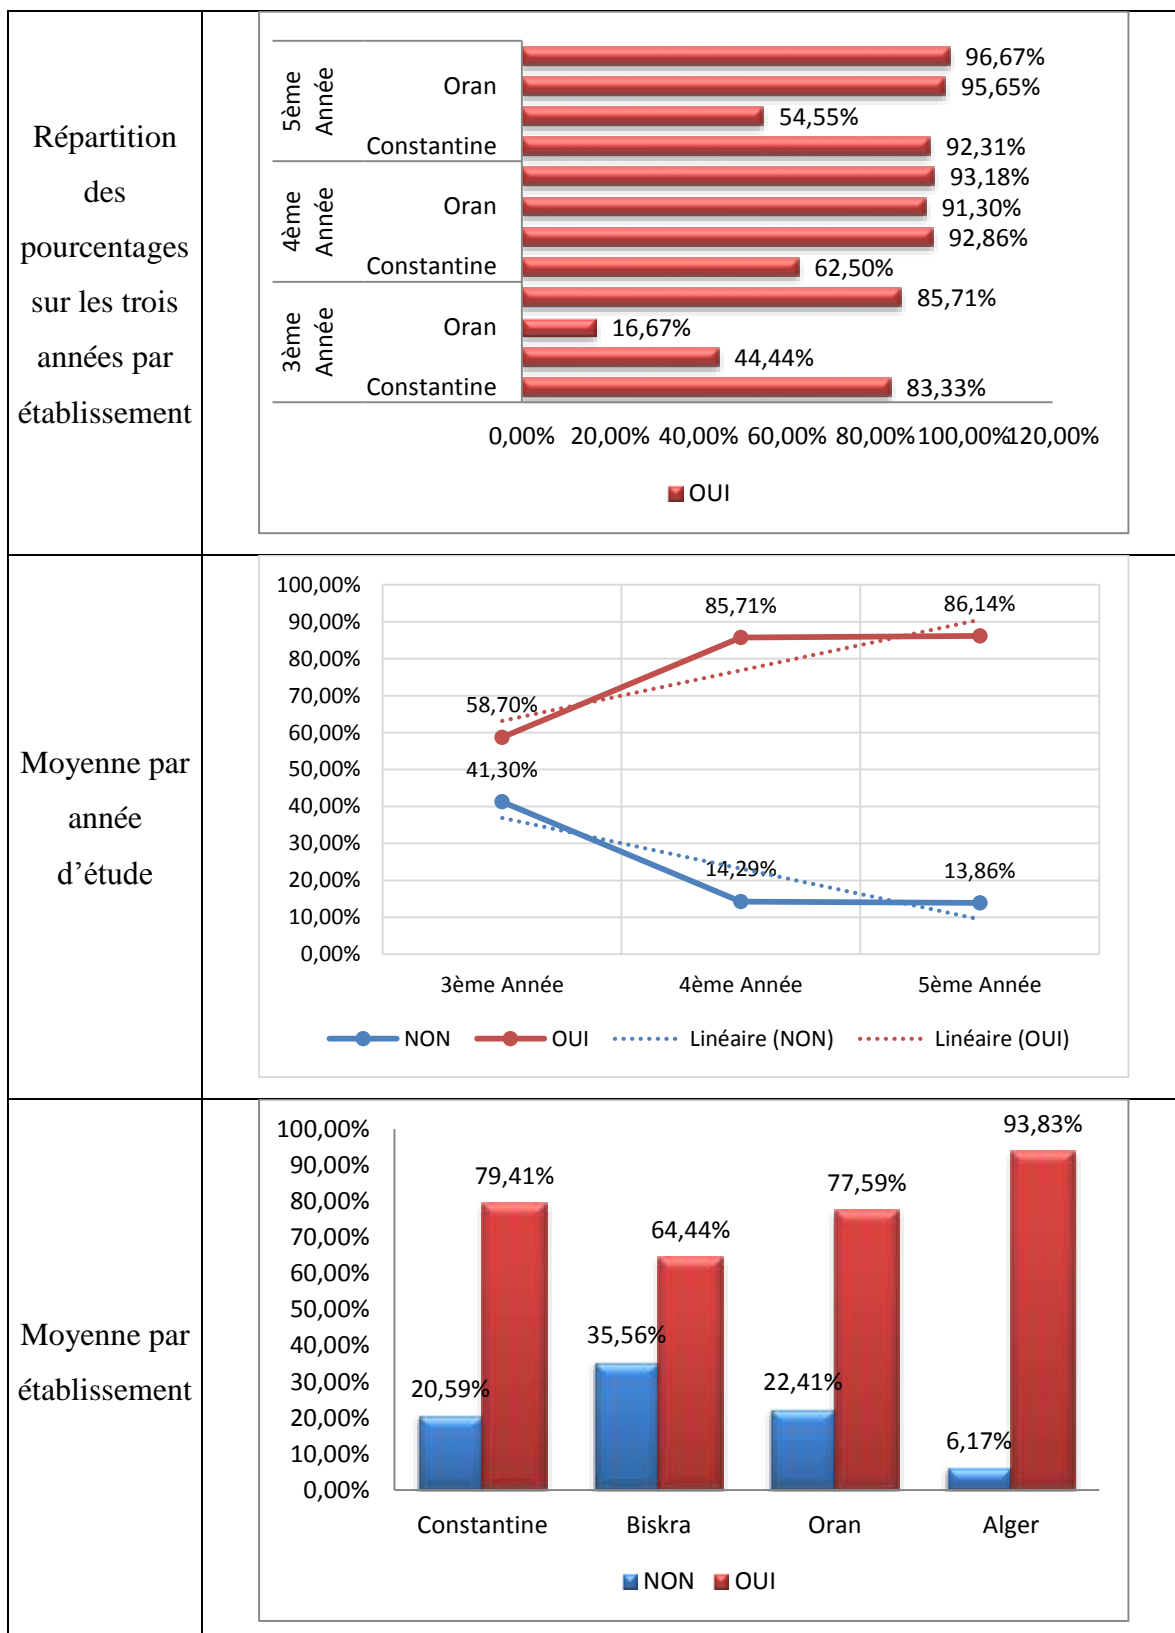 Répartition
des
pourcentages
sur les trois
années par
établissement
5ème
Année
4ème
Année
3ème
Année
96,67%
Oran 95,65%
54,55%
Constantine 92,31%
93,18%
Oran 91,30%
92,86%
Constantine 62,50%
85,71%
Oran 16,67%
44,44%
Constantine 83,33%
0,00% 20,00% 40,00% 60,00% 80,00% 100,00% 120,00%
OUI
Moyenne par
année
d’étude
100,00%
90,00%
80,00%
70,00%
60,00%
50,00%
40,00%
30,00%
20,00%
10,00%
0,00%
85,71% 86,14%
58,70%
41,30%
14,29% 13,86%
3ème Année 4ème Année 5ème Année
NON OUI Linéaire (NON) Linéaire (OUI)
Moyenne par
établissement
100,00%
90,00%
80,00%
70,00%
60,00%
50,00%
40,00%
30,00%
20,00%
10,00%
0,00%
93,83%
79,41% 77,59%
64,44%
35,56%
20,59% 22,41%
6,17%
Constantine Biskra Oran Alger
NON OUI